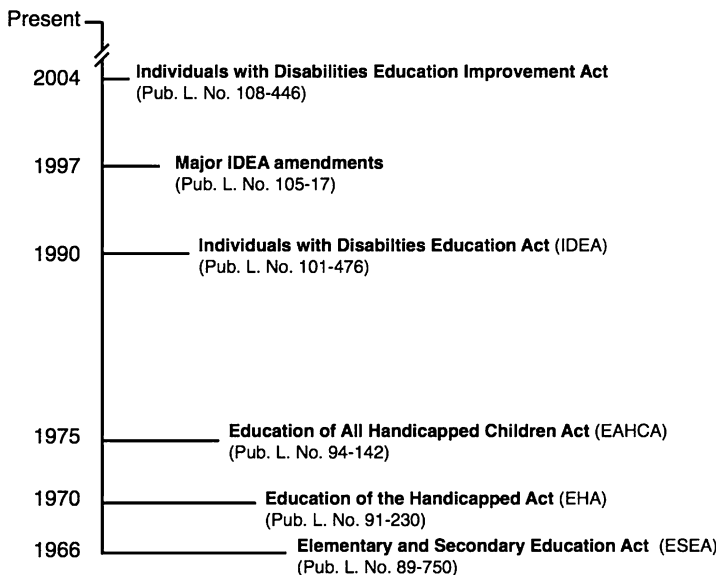 Present
2004 Individuals with Disabilities Education Improvement Act
(Pub. L. No. 108-446)
1997 Major IDEA amendments
(Pub. L. No. 105-17)
1990 Individuals with Disabilties Education Act (IDEA)
(Pub. L. No. 101-476)
1975 Education of All Handicapped Children Act (EAHCA)
(Pub. L. No. 94-142)
1970 Education of the Handicapped Act (EHA)
(Pub. L. No. 91-230)
1966 Elementary and Secondary Education Act (ESEA)
(Pub. L. No. 89-750)